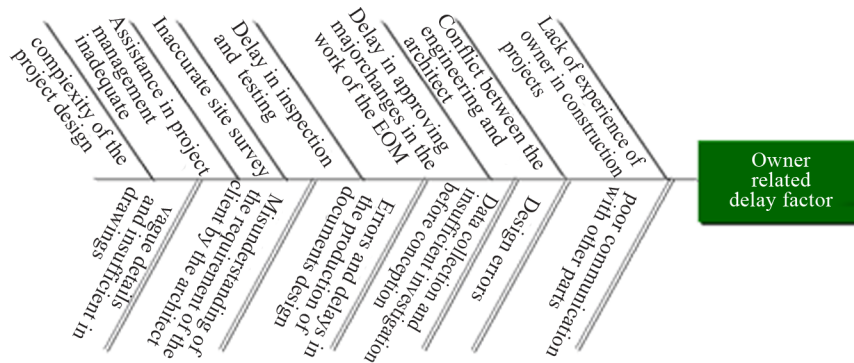 compiexity of the
project design
Assistance in project
management
inadequate
Inaccurate site survey
Delay in inspection
and testing
Delay in approving
majorchanges in the
work of the EOM
Conflict between the
engineering and
architect
Lack of experience of
owner in construction
projects
Owner
related
delay factor
vague details
and insufficient in
drawings
Misunderstanding of
the requirement of the
client by the architect
Errors and delays in
the production of
documents design
Data collection and
insufficient investigation
before conception
Design errors
poor communication
with other parts